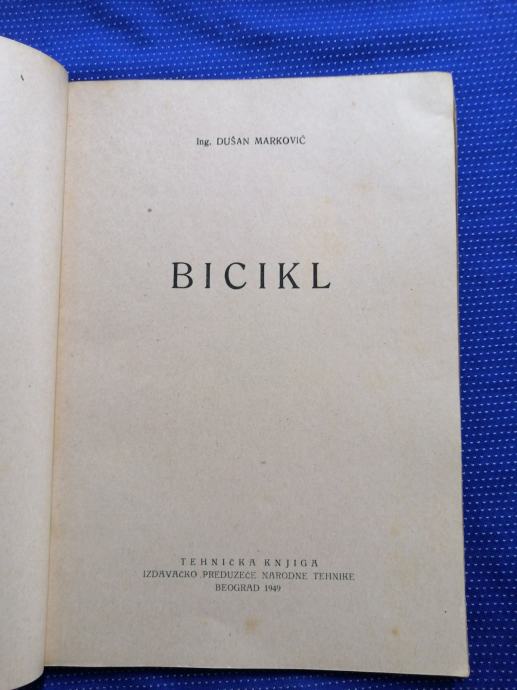 Ing. DUŠAN MARKOVIĆ
BICIKL
TEHNIČKA KNJIGA
IZDAVAČKO PREDUZEĆE NARODNE TEHNIKE
BEOGRAD 1949